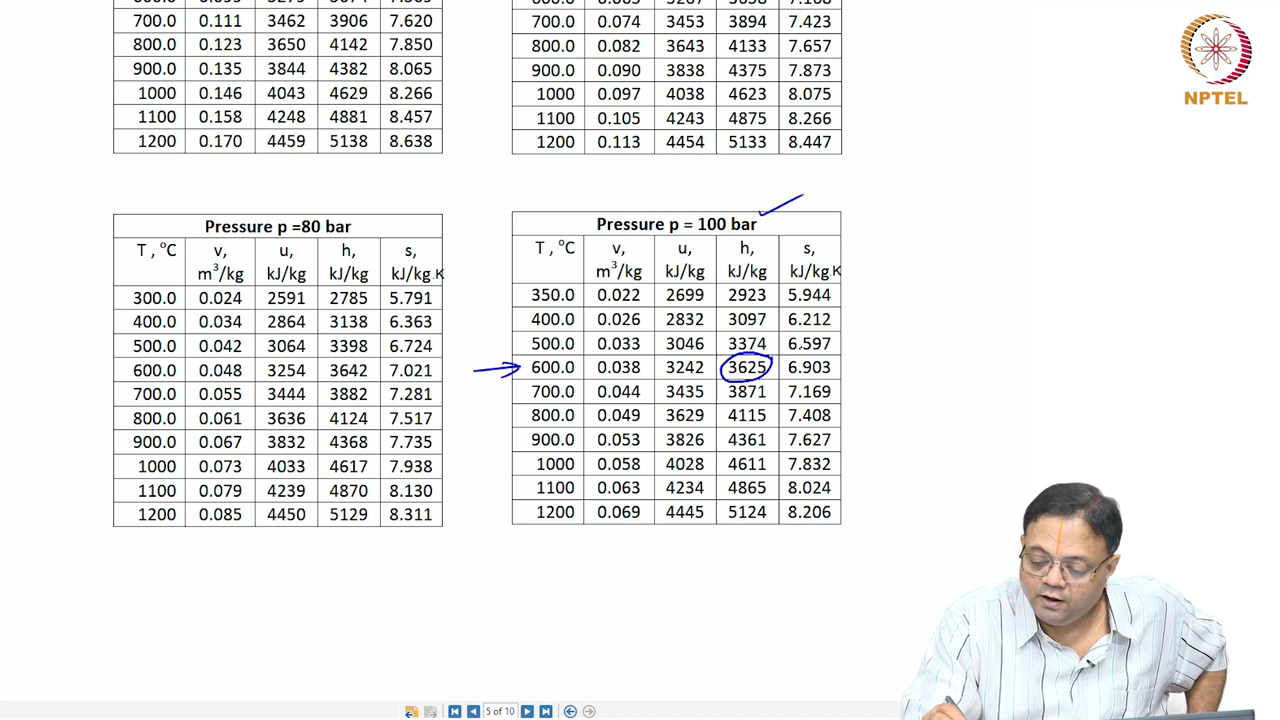 700.0 0.111 3462 3906 7.620
800.0 0.123 3650 4142 7.850
900.0 0.135 3844 4382 8.065
1000 0.146 4043 4629 8.266
1100 0.158 4248 4881 8.457
1200 0.170 4459 5138 8.638
700.0 0.074 3453 3894 7.423
800.0 0.082 3643 4133 7.657
900.0 0.090 3838 4375 7.873
1000 0.097 4038 4623 8.075
1100 0.105 4243 4875 8.266
1200 0.113 4454 5133 8.447
NPTEL
Pressure p =80 bar
T , °C v, u, h, s,
m³/kg kJ/kg kJ/kg kJ/kg K
300.0 0.024 2591 2785 5.791
400.0 0.034 2864 3138 6.363
500.0 0.042 3064 3398 6.724
600.0 0.048 3254 3642 7.021
700.0 0.055 3444 3882 7.281
800.0 0.061 3636 4124 7.517
900.0 0.067 3832 4368 7.735
1000 0.073 4033 4617 7.938
1100 0.079 4239 4870 8.130
1200 0.085 4450 5129 8.311
Pressure p = 100 bar
T , °C v, u, h, s,
m³/kg kJ/kg kJ/kg kJ/kg K
350.0 0.022 2699 2923 5.944
400.0 0.026 2832 3097 6.212
500.0 0.033 3046 3374 6.597
600.0 0.038 3242 3625 6.903
700.0 0.044 3435 3871 7.169
800.0 0.049 3629 4115 7.408
900.0 0.053 3826 4361 7.627
1000 0.058 4028 4611 7.832
1100 0.063 4234 4865 8.024
1200 0.069 4445 5124 8.206
5 of 10